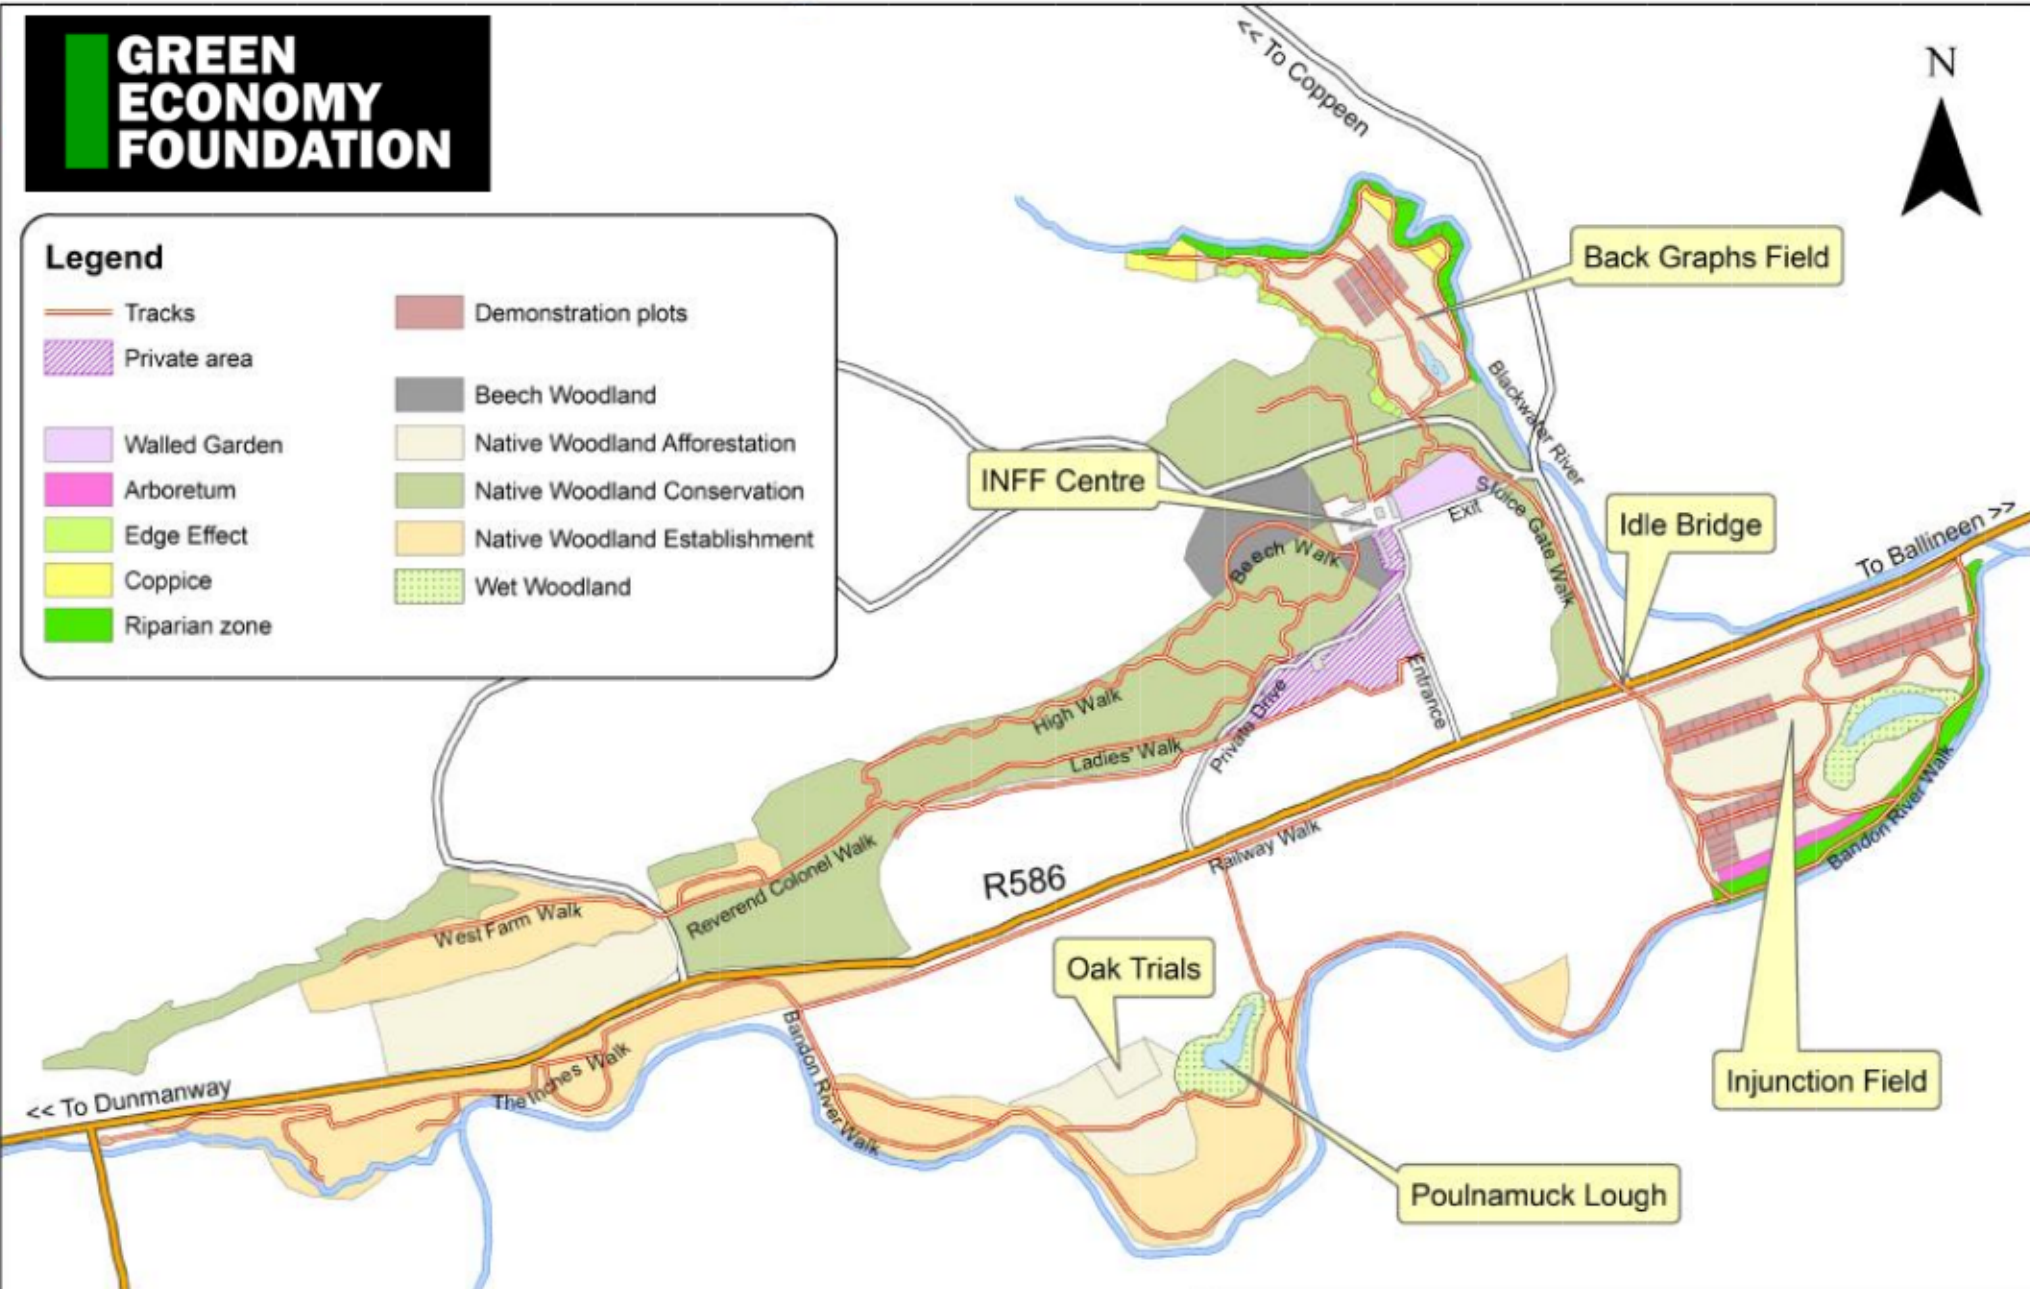 GREEN
ECONOMY
FOUNDATION
Legend
Tracks
Private area
Walled Garden
Arboretum
Edge Effect
Coppice
Riparian zone
Demonstration plots
Beech Woodland
Native Woodland Afforestation
Native Woodland Conservation
Native Woodland Establishment
Wet Woodland
<< To Coppeen
N
Back Graphs Field
Blackwater River
INFF Centre
Sluice Gate Walk
Exit
Idle Bridge
To Ballineen >>
Beech Walk
Entrance
Private Drive
High Walk
Ladies' Walk
Bandon River Walk
Railway Walk
R586
Reverend Colonel Walk
West Farm Walk
Oak Trials
Bandon River Walk
The Inches Walk
<< To Dunmanway
Injunction Field
Poulnamuck Lough